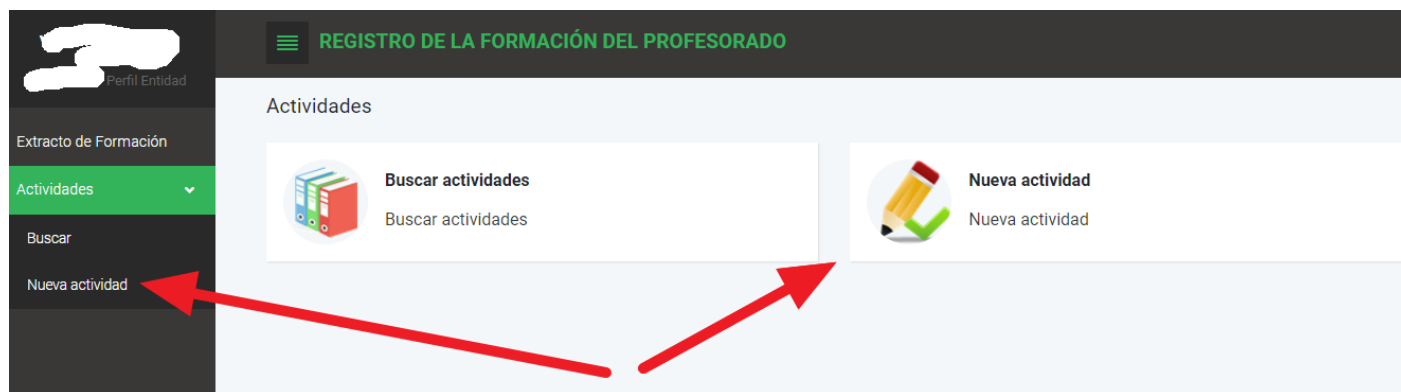 REGISTRO DE LA FORMACIÓN DEL PROFESORADO
Perfil Entidad
Extracto de Formación
Actividades
Buscar
Nueva actividad
Actividades
Buscar actividades
Buscar actividades
Nueva actividad
Nueva actividad